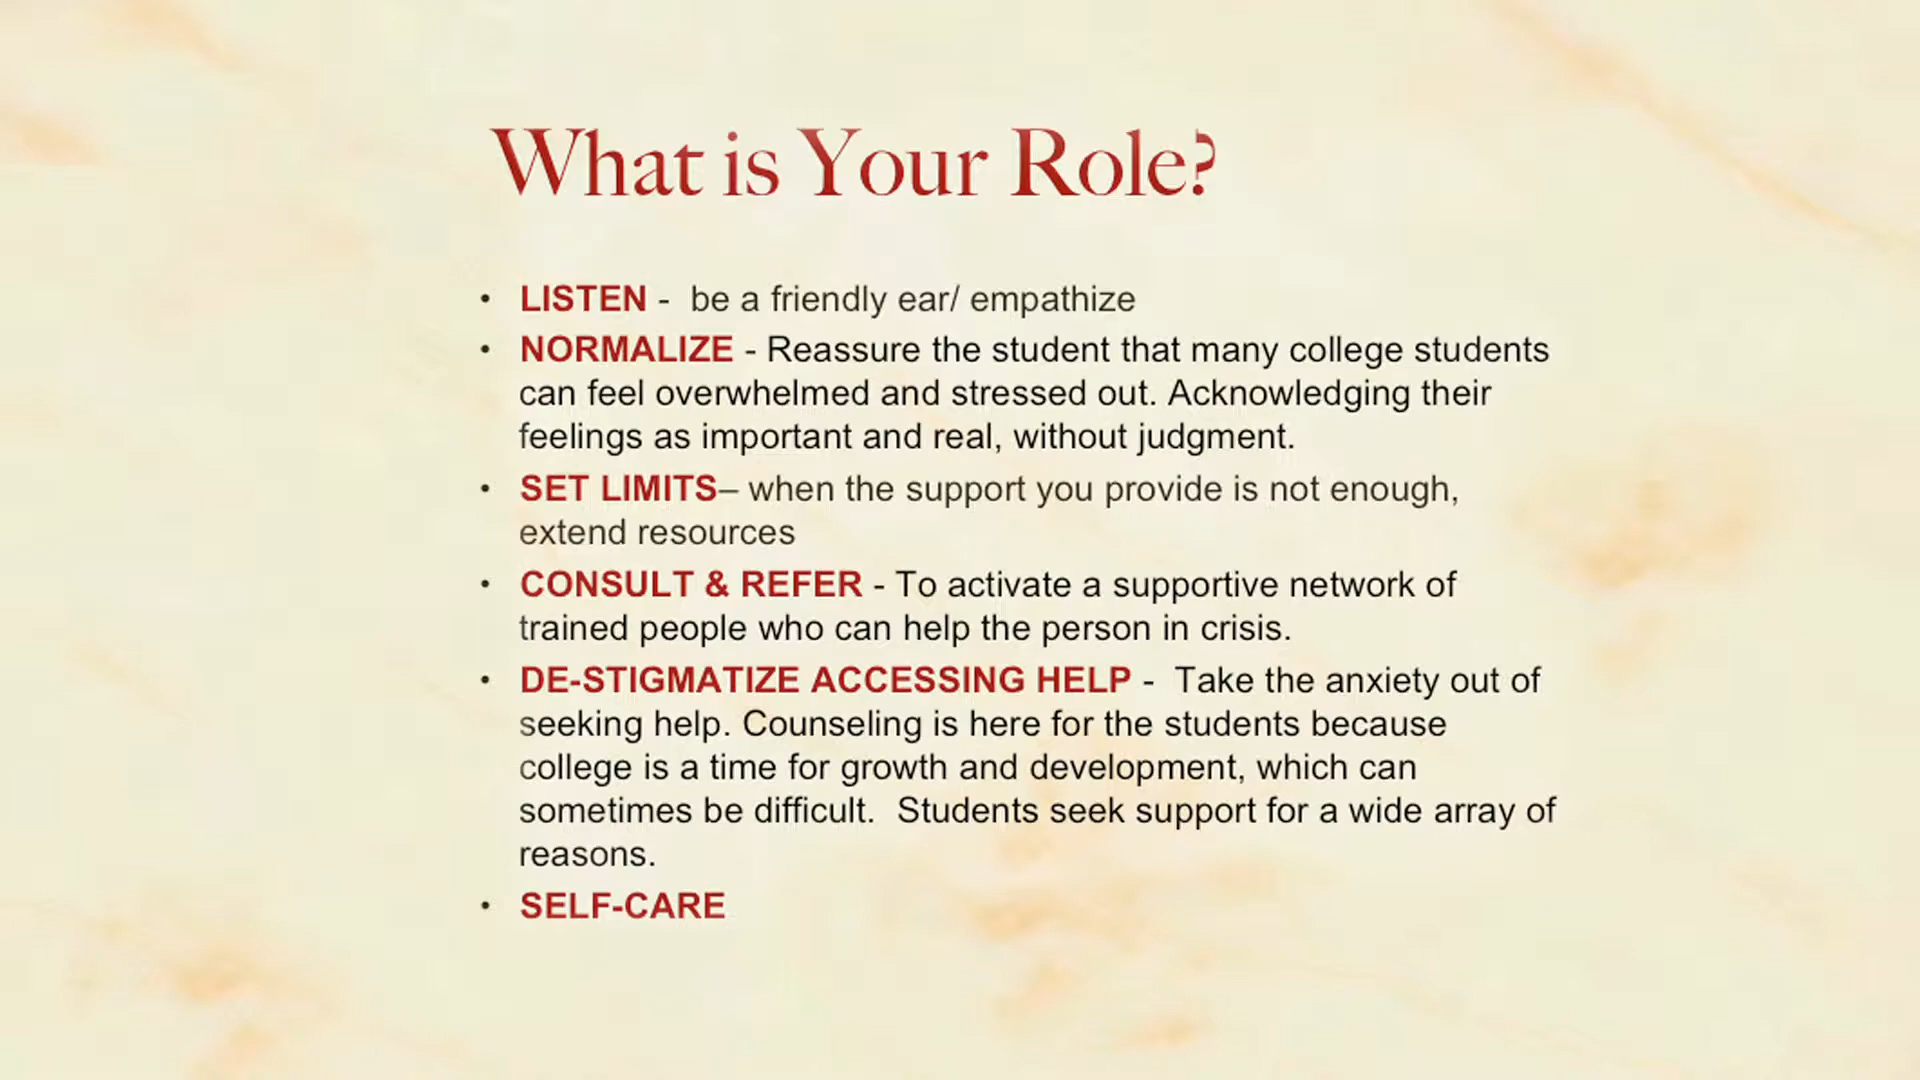 What is Your Role?
• LISTEN -  be a friendly ear/ empathize
• NORMALIZE - Reassure the student that many college students
can feel overwhelmed and stressed out. Acknowledging their
feelings as important and real, without judgment.
• SET LIMITS– when the support you provide is not enough,
extend resources
• CONSULT & REFER - To activate a supportive network of
trained people who can help the person in crisis.
• DE-STIGMATIZE ACCESSING HELP -  Take the anxiety out of
seeking help. Counseling is here for the students because
college is a time for growth and development, which can
sometimes be difficult.  Students seek support for a wide array of
reasons.
• SELF-CARE